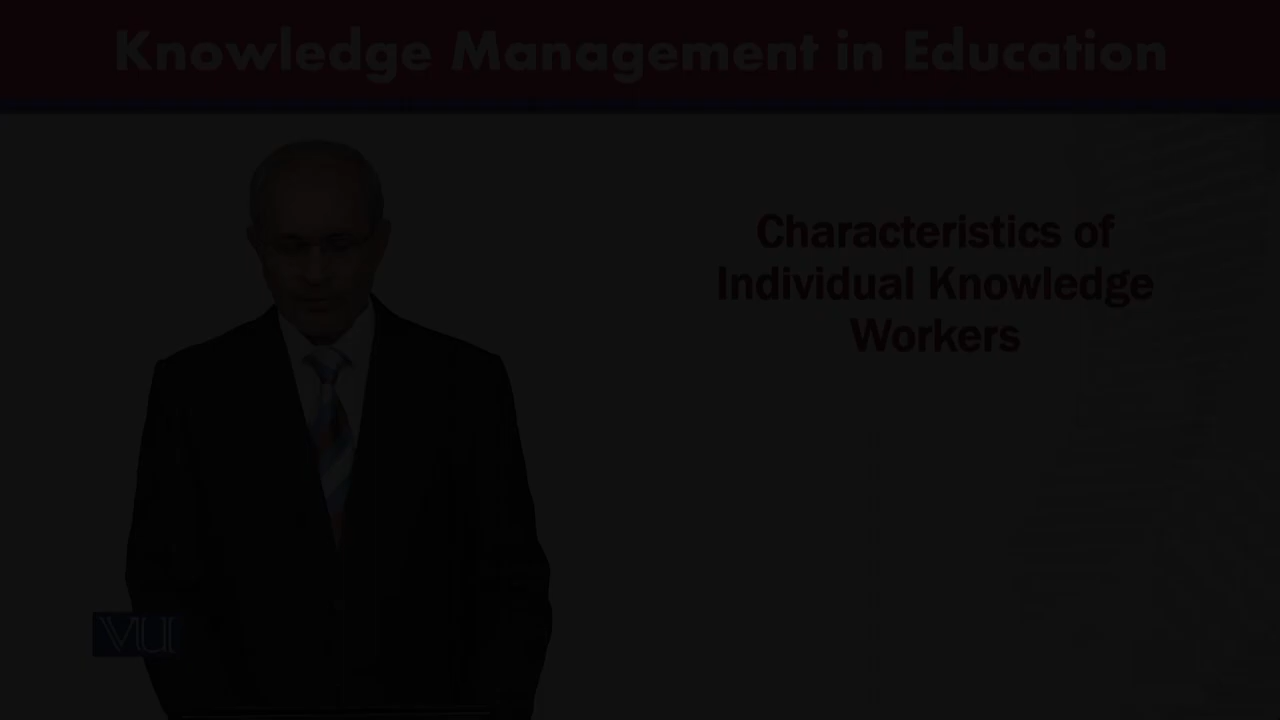 Knowledge Management in Education
Characteristics of
Individual Knowledge
Workers
VU